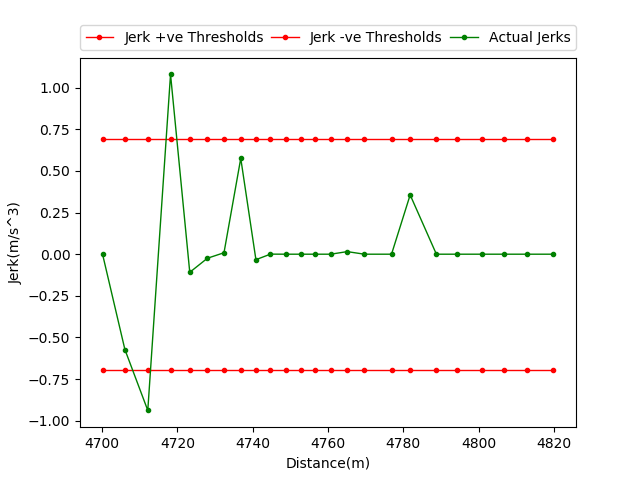 Jerk +ve Thresholds Jerk -ve Thresholds Actual Jerks
1.00
0.75
0.50
0.25
0.00
−0.25
−0.50
−0.75
−1.00
Jerk(m/s^3)
4700 4720 4740 4760 4780 4800 4820
Distance(m)